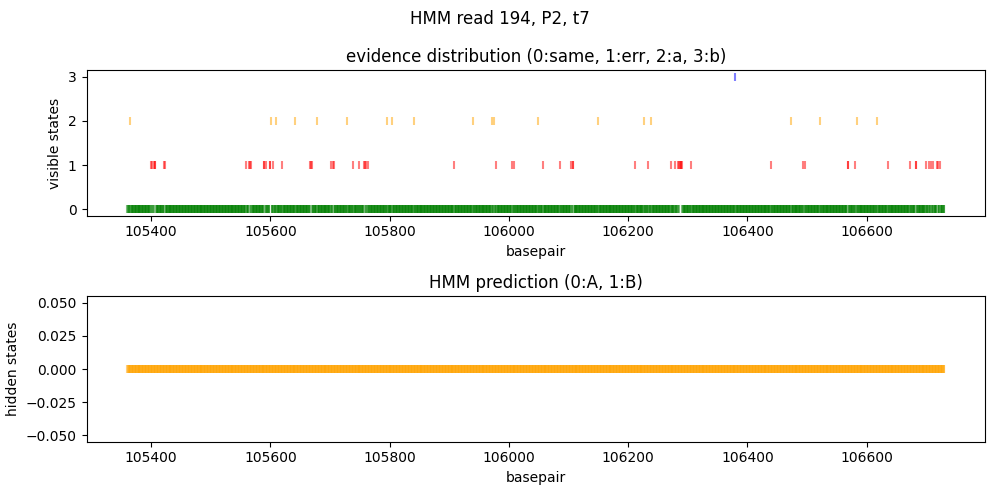 HMM read 194, P2, t7
evidence distribution (0:same, 1:err, 2:a, 3:b)
visible states
3
2
1
0
105400 105600 105800 106000 106200 106400 106600
basepair
HMM prediction (0:A, 1:B)
hidden states
0.050
0.025
0.000
−0.025
−0.050
105400 105600 105800 106000 106200 106400 106600
basepair